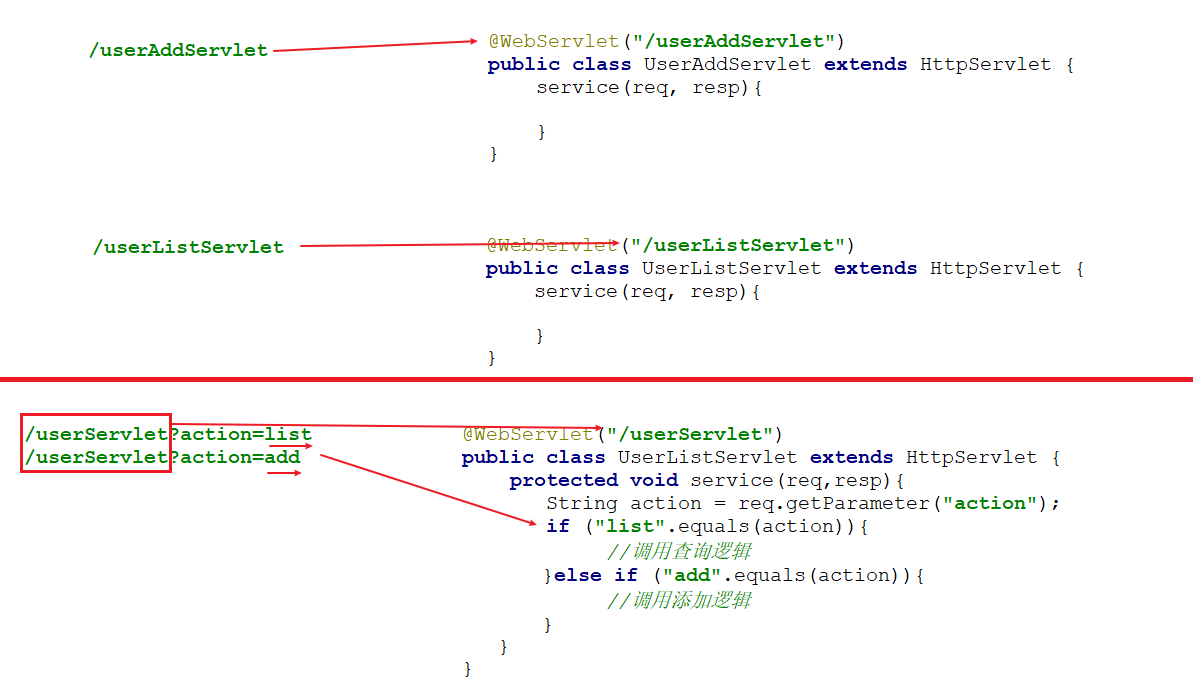 /userAddServlet
@WebServlet("/userAddServlet")
public class UserAddServlet extends HttpServlet {
service(req, resp){
}
}
/userListServlet
@WebServlet("/userListServlet")
public class UserListServlet extends HttpServlet {
service(req, resp){
}
}
/userServlet?action=list
/userServlet?action=add
@WebServlet("/userServlet")
public class UserListServlet extends HttpServlet {
protected void service(req,resp){
String action = req.getParameter("action");
if ("list".equals(action)){
//调用查询逻辑
}else if ("add".equals(action)){
//调用添加逻辑
}
}
}